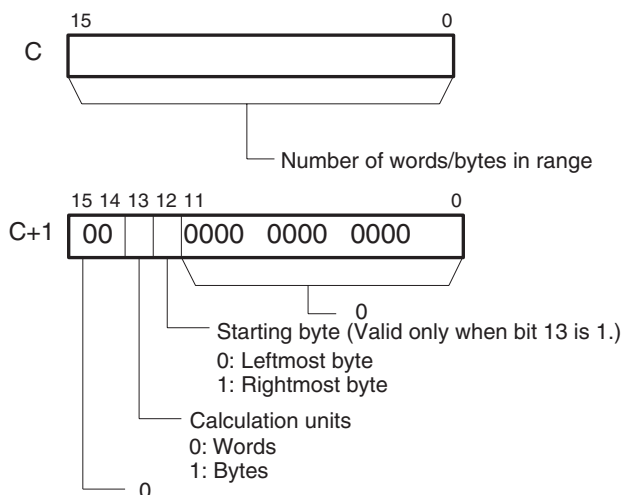 15 0
C
Number of words/bytes in range
15 14 13 12 11 0
C+1 00 0000 0000 0000
0
Starting byte (Valid only when bit 13 is 1.)
0: Leftmost byte
1: Rightmost byte
Calculation units
0: Words
1: Bytes
0